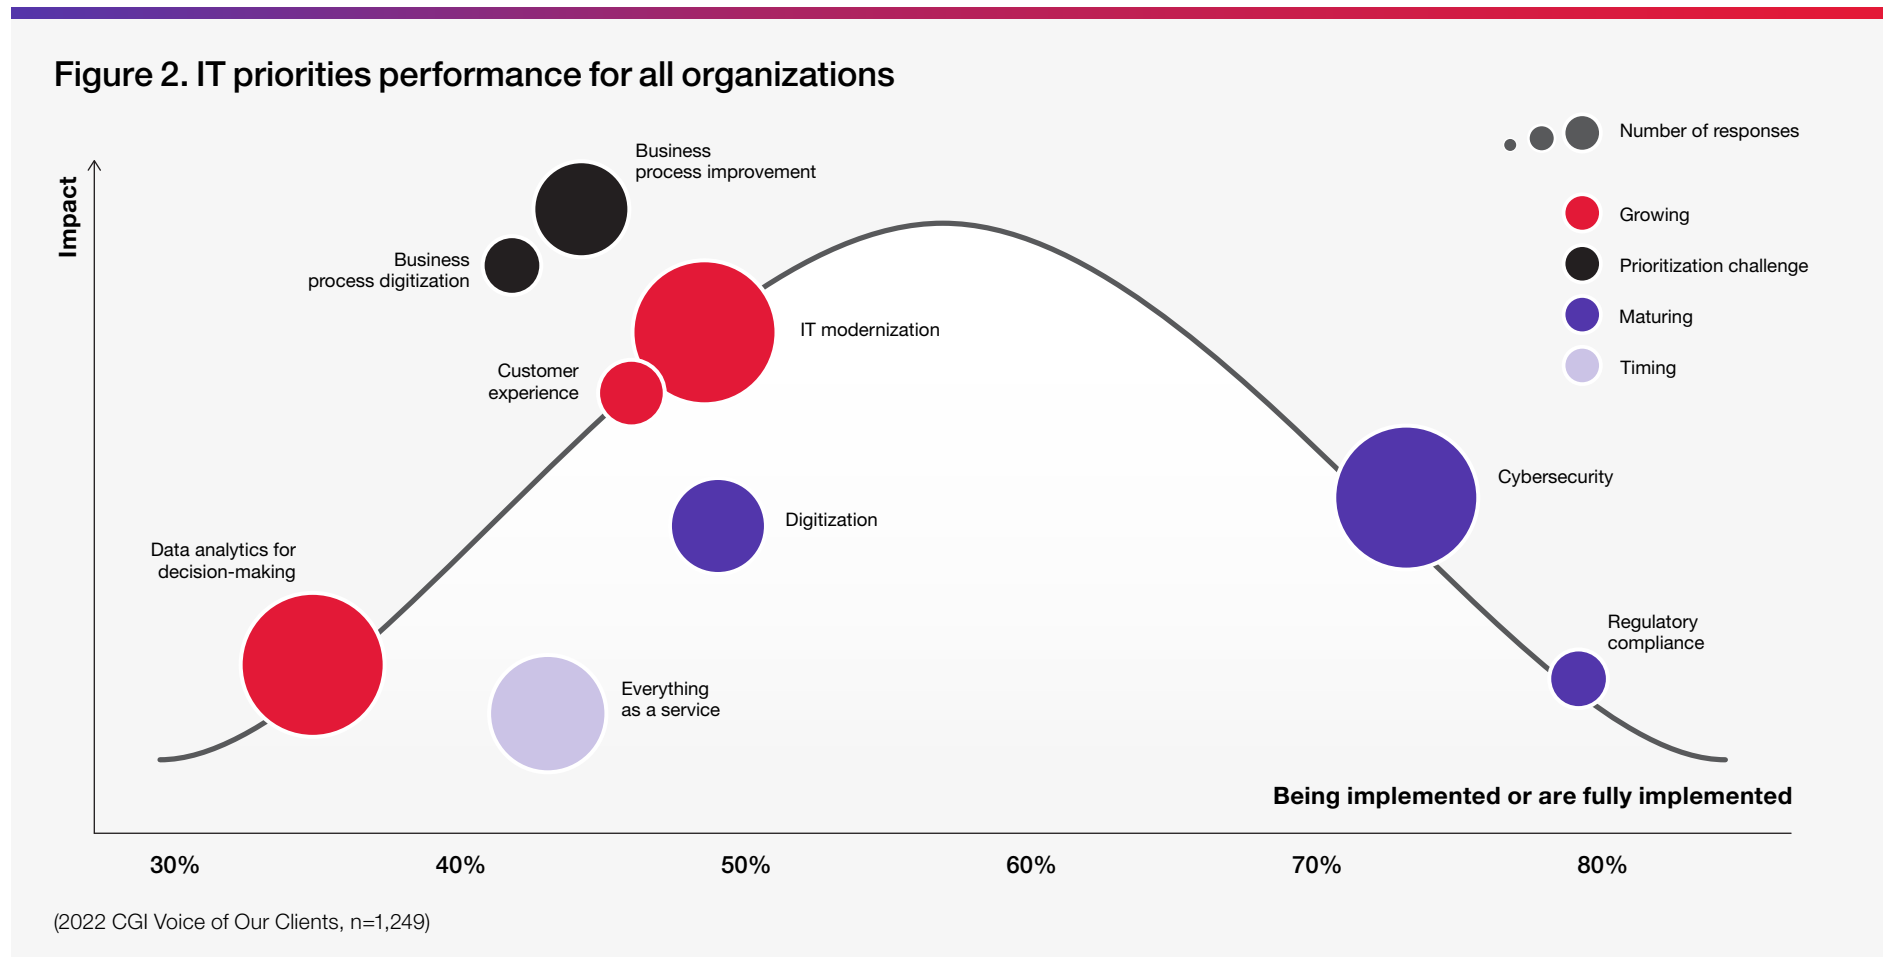 Figure 2. IT priorities performance for all organizations
Number of responses
Growing
Prioritization challenge
Maturing
Timing
Impact
Business
process improvement
Business
process digitization
IT modernization
Customer
experience
Cybersecurity
Digitization
Data analytics for
decision-making
Regulatory
compliance
Everything
as a service
Being implemented or are fully implemented
30%
40%
50%
60%
70%
80%
(2022 CGI Voice of Our Clients, n=1,249)